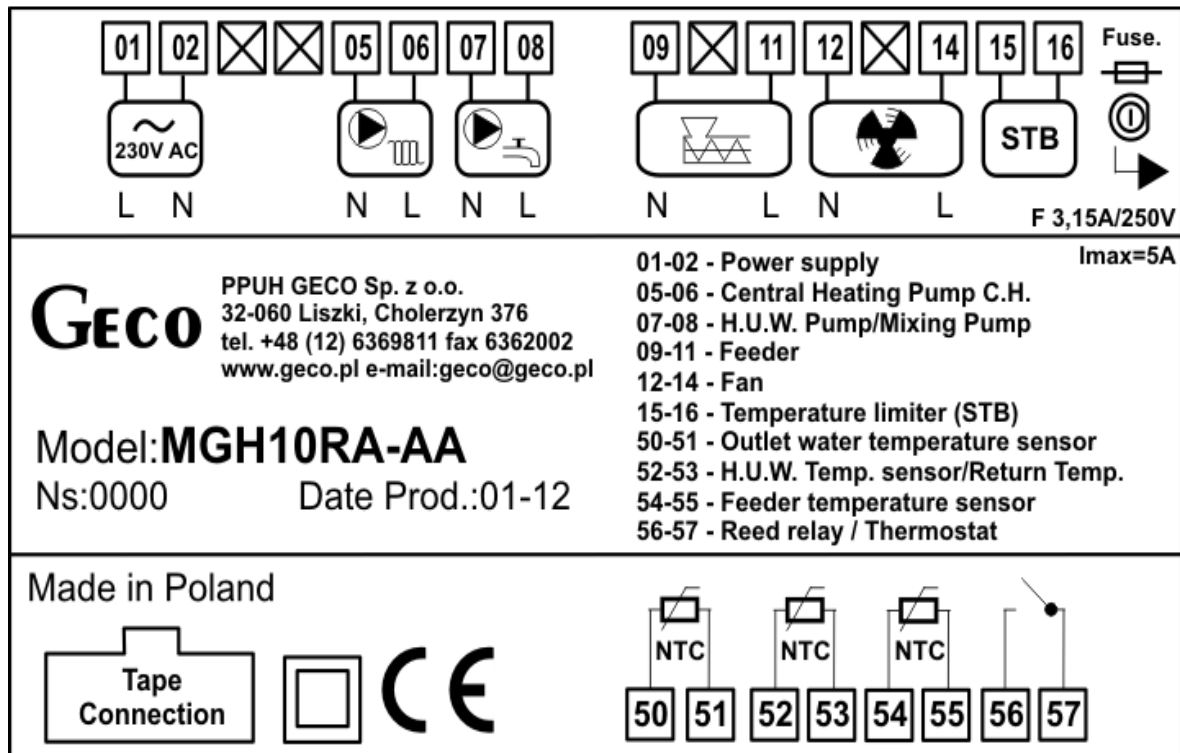 01 02 05 06 07 08 09 11 12 14 15 16 Fuse.
230V AC STB
L N N L N L N L N L
F 3,15A/250V
Imax=5A
GECO
PPUH GECO Sp. z o.o.
32-060 Liszki, Cholerzyn 376
tel. +48 (12) 6369811 fax 6362002
www.geco.pl e-mail:geco@geco.pl
Model:MGH10RA-AA
Ns:0000 Date Prod.:01-12
01-02 - Power supply
05-06 - Central Heating Pump C.H.
07-08 - H.U.W. Pump/Mixing Pump
09-11 - Feeder
12-14 - Fan
15-16 - Temperature limiter (STB)
50-51 - Outlet water temperature sensor
52-53 - H.U.W. Temp. sensor/Return Temp.
54-55 - Feeder temperature sensor
56-57 - Reed relay / Thermostat
Made in Poland
Tape
Connection
CE
NTC NTC NTC
50 51 52 53 54 55 56 57